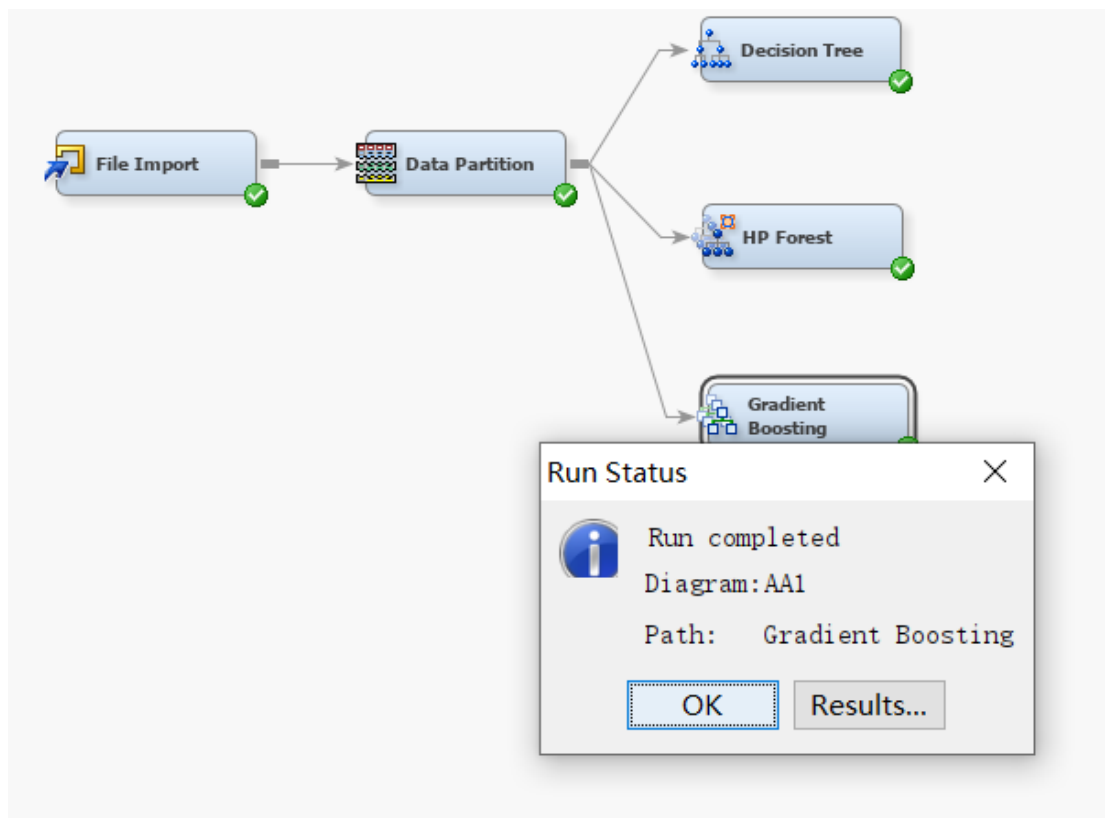 Decision Tree
File Import
Data Partition
HP Forest
Gradient
Boosting
Run Status
Run completed
Diagram:AA1
Path: Gradient Boosting
OK
Results...